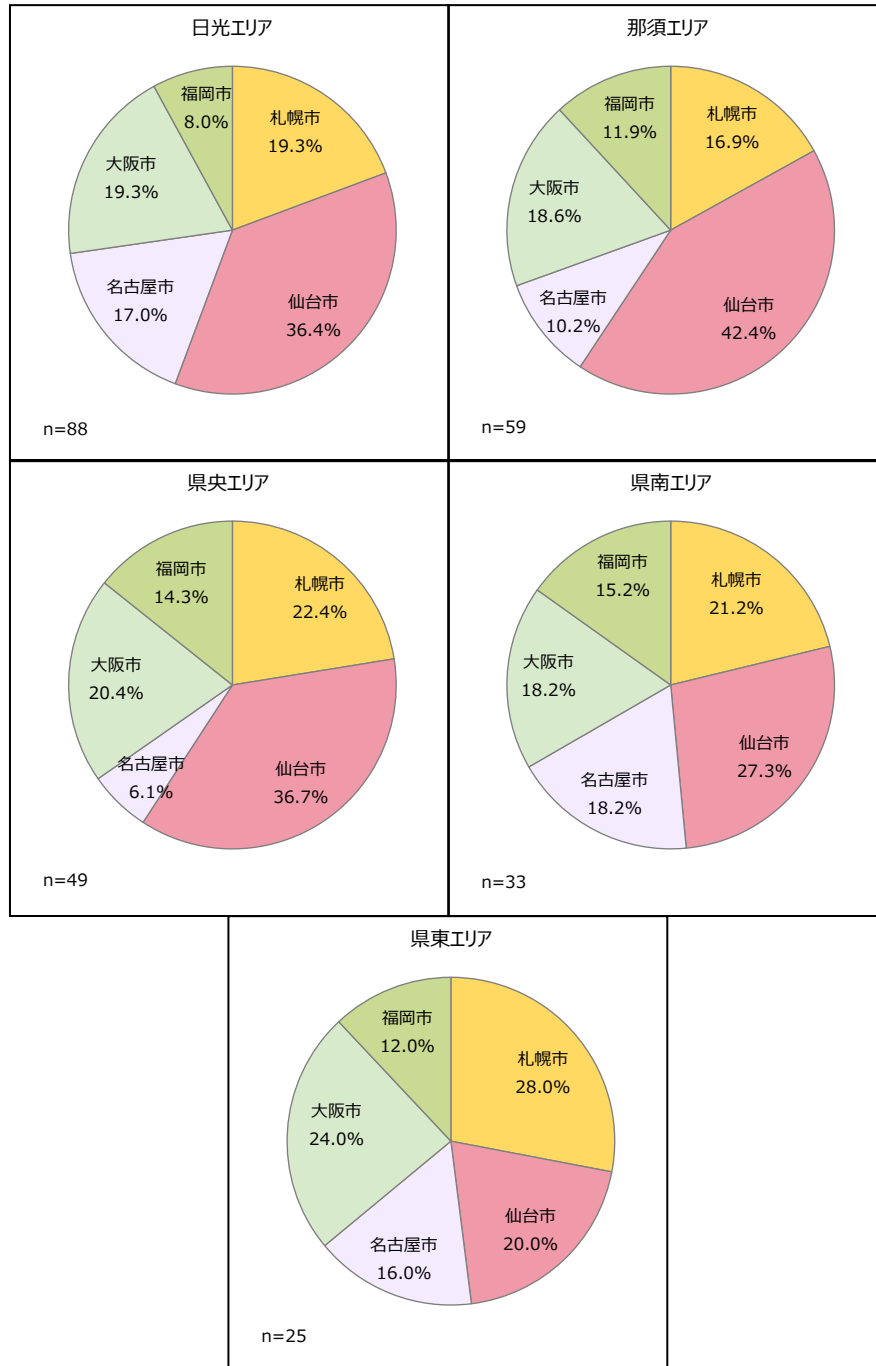 日光エリア
福岡市
8.0%
札幌市
19.3%
大阪市
19.3%
名古屋市
17.0%
仙台市
36.4%
n=88
那須エリア
福岡市
11.9%
札幌市
16.9%
大阪市
18.6%
名古屋市
10.2%
仙台市
42.4%
n=59
県央エリア
福岡市
14.3%
札幌市
22.4%
大阪市
20.4%
名古屋市
6.1%
仙台市
36.7%
n=49
県南エリア
福岡市
15.2%
札幌市
21.2%
大阪市
18.2%
名古屋市
18.2%
仙台市
27.3%
n=33
県東エリア
福岡市
12.0%
札幌市
28.0%
大阪市
24.0%
名古屋市
16.0%
仙台市
20.0%
n=25